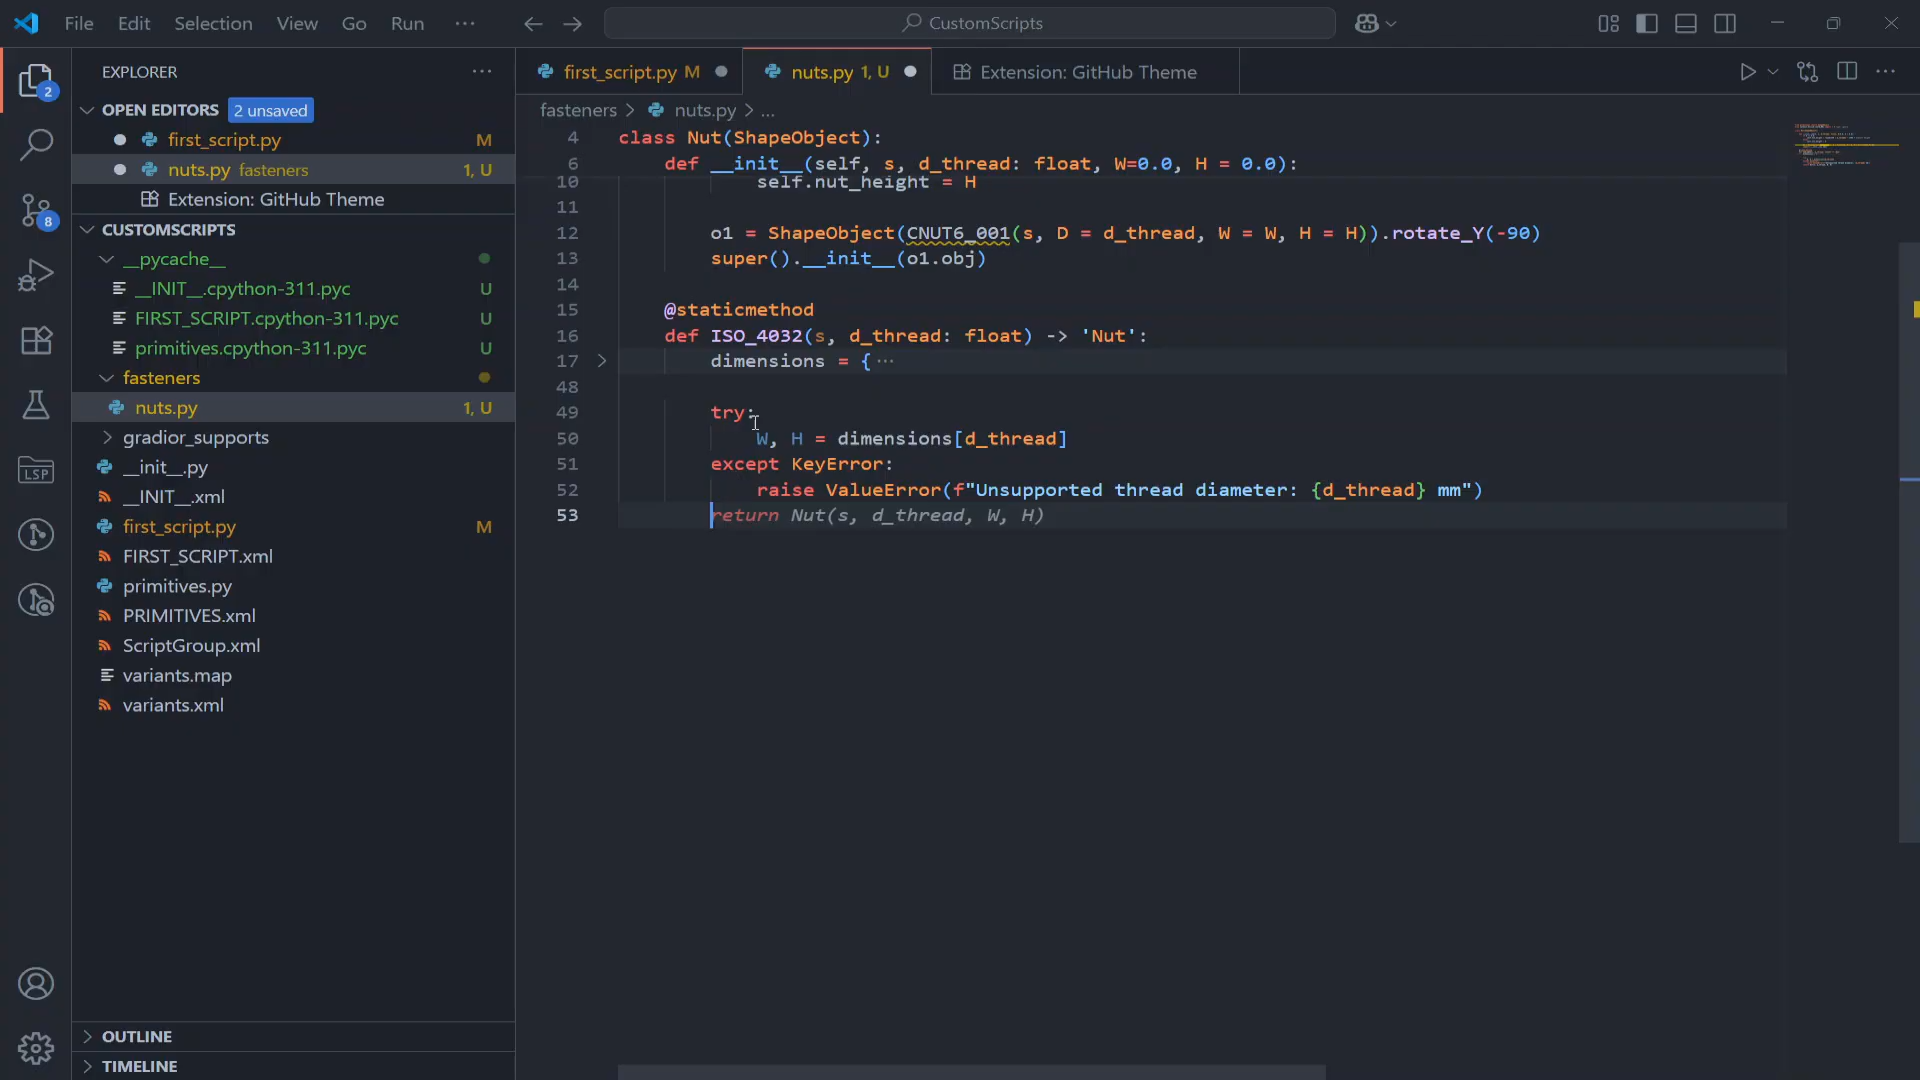 File Edit Selection View Go Run ···
CustomScripts
EXPLORER
OPEN EDITORS 2 unsaved
first_script.py M
nuts.py fasteners 1, U
Extension: GitHub Theme
CUSTOMSCRIPTS
__pycache__
__INIT__.cpython-311.pyc U
FIRST_SCRIPT.cpython-311.pyc U
primitives.cpython-311.pyc U
fasteners
nuts.py 1, U
gradior_supports
__init__.py
__INIT__.xml
first_script.py M
FIRST_SCRIPT.xml
primitives.py
PRIMITIVES.xml
ScriptGroup.xml
variants.map
variants.xml
OUTLINE
TIMELINE
2
8
LSP
first_script.py M
nuts.py 1, U
Extension: GitHub Theme
fasteners > nuts.py > ...
4 class Nut(ShapeObject):
6 def __init__(self, s, d_thread: float, W=0.0, H = 0.0):
10 self.nut_height = H
11
12 o1 = ShapeObject(CNUT6_001(s, D = d_thread, W = W, H = H)).rotate_Y(-90)
13 super().__init__(o1.obj)
14
15 @staticmethod
16 def ISO_4032(s, d_thread: float) -> 'Nut':
17 dimensions = { ···
48
49 try:
50 W, H = dimensions[d_thread]
51 except KeyError:
52 raise ValueError(f"Unsupported thread diameter: {d_thread} mm")
53 return Nut(s, d_thread, W, H)